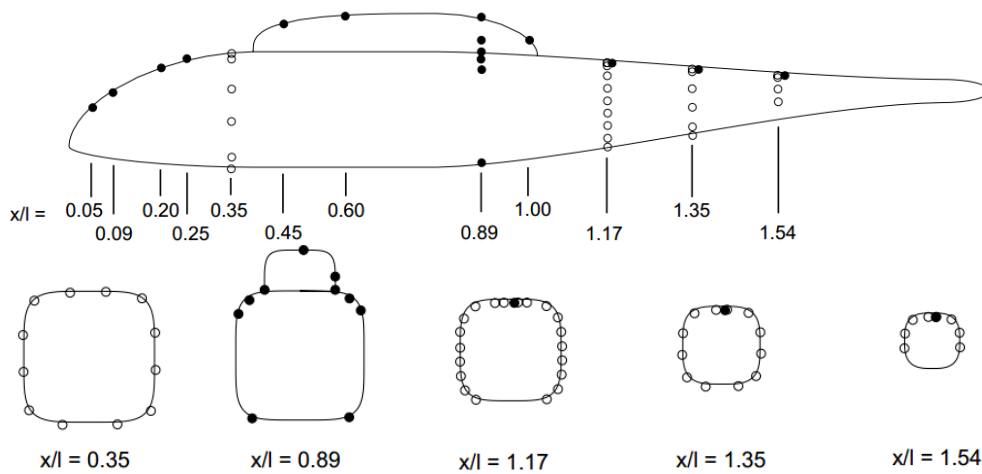 x/l = 0.05 0.20 0.35 0.60 1.00 1.35
0.09 0.25 0.45 0.89 1.17 1.54
x/l = 0.35 x/l = 0.89 x/l = 1.17 x/l = 1.35 x/l = 1.54